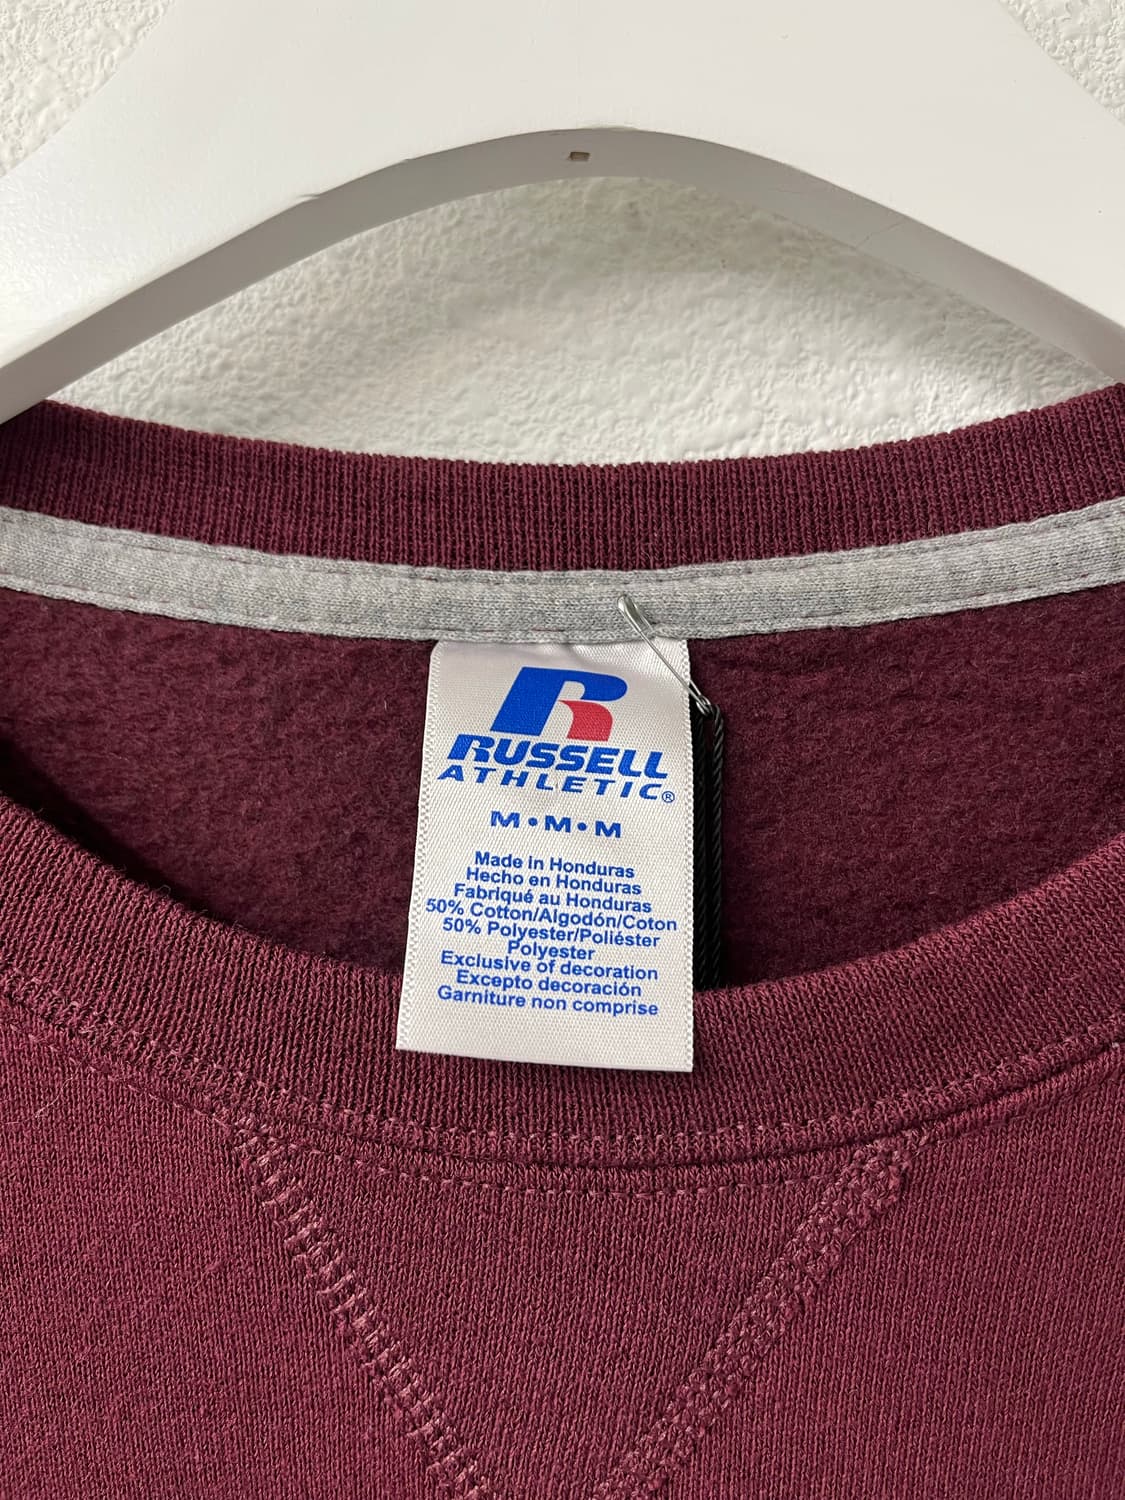 R
RUSSELL
ATHLETIC®
M•M•M
Made in Honduras
Hecho en Honduras
Fabriqué au Honduras
50% Cotton/Algodón/Coton
50% Polyester/Poliéster
Polyester
Exclusive of decoration
Excepto decoración
Garniture non comprise